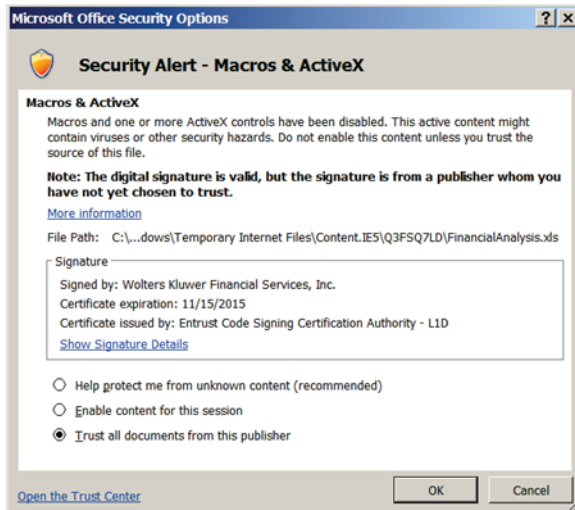 Microsoft Office Security Options
Security Alert - Macros & ActiveX
Macros & ActiveX
Macros and one or more ActiveX controls have been disabled. This active content might
contain viruses or other security hazards. Do not enable this content unless you trust the
source of this file.
Note: The digital signature is valid, but the signature is from a publisher whom you
have not yet chosen to trust.
More information
File Path: C:\...dows\Temporary Internet Files\Content.IE5\Q3FSQ7LD\FinancialAnalysis.xls
Signature
Signed by: Wolters Kluwer Financial Services, Inc.
Certificate expiration: 11/15/2015
Certificate issued by: Entrust Code Signing Certification Authority - L1D
Show Signature Details
Help protect me from unknown content (recommended)
Enable content for this session
Trust all documents from this publisher
Open the Trust Center
OK
Cancel